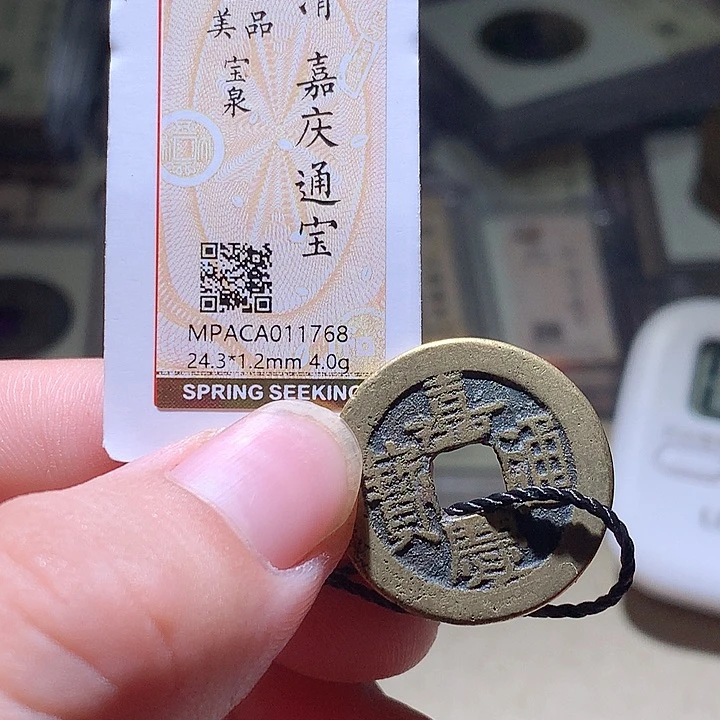 清 嘉庆通宝
美品
宝泉
MPACA011768
24.3*1.2mm 4.0g
SPRING SEEKING
嘉慶通寶